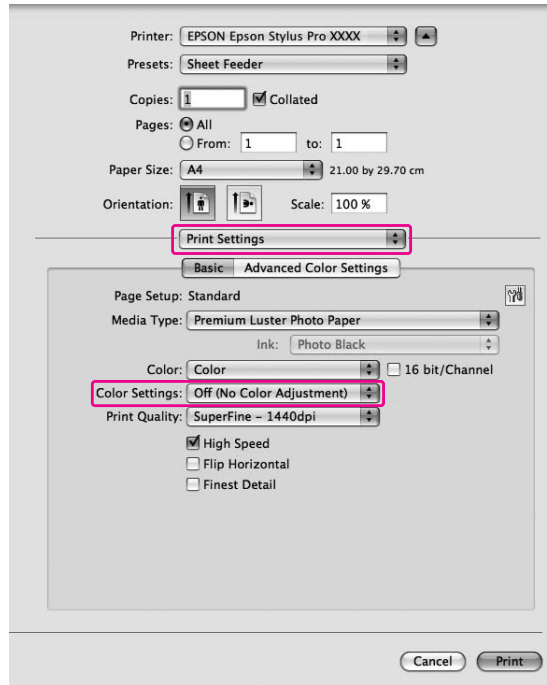 Printer: EPSON Epson Stylus Pro XXXX
Presets: Sheet Feeder
Copies: 1 Collated
Pages: All
From: 1 to: 1
Paper Size: A4 21.00 by 29.70 cm
Orientation: Scale: 100 %
Print Settings
Basic Advanced Color Settings
Page Setup: Standard
Media Type: Premium Luster Photo Paper
Ink: Photo Black
Color: Color 16 bit/Channel
Color Settings: Off (No Color Adjustment)
Print Quality: SuperFine – 1440dpi
High Speed
Flip Horizontal
Finest Detail
Cancel Print